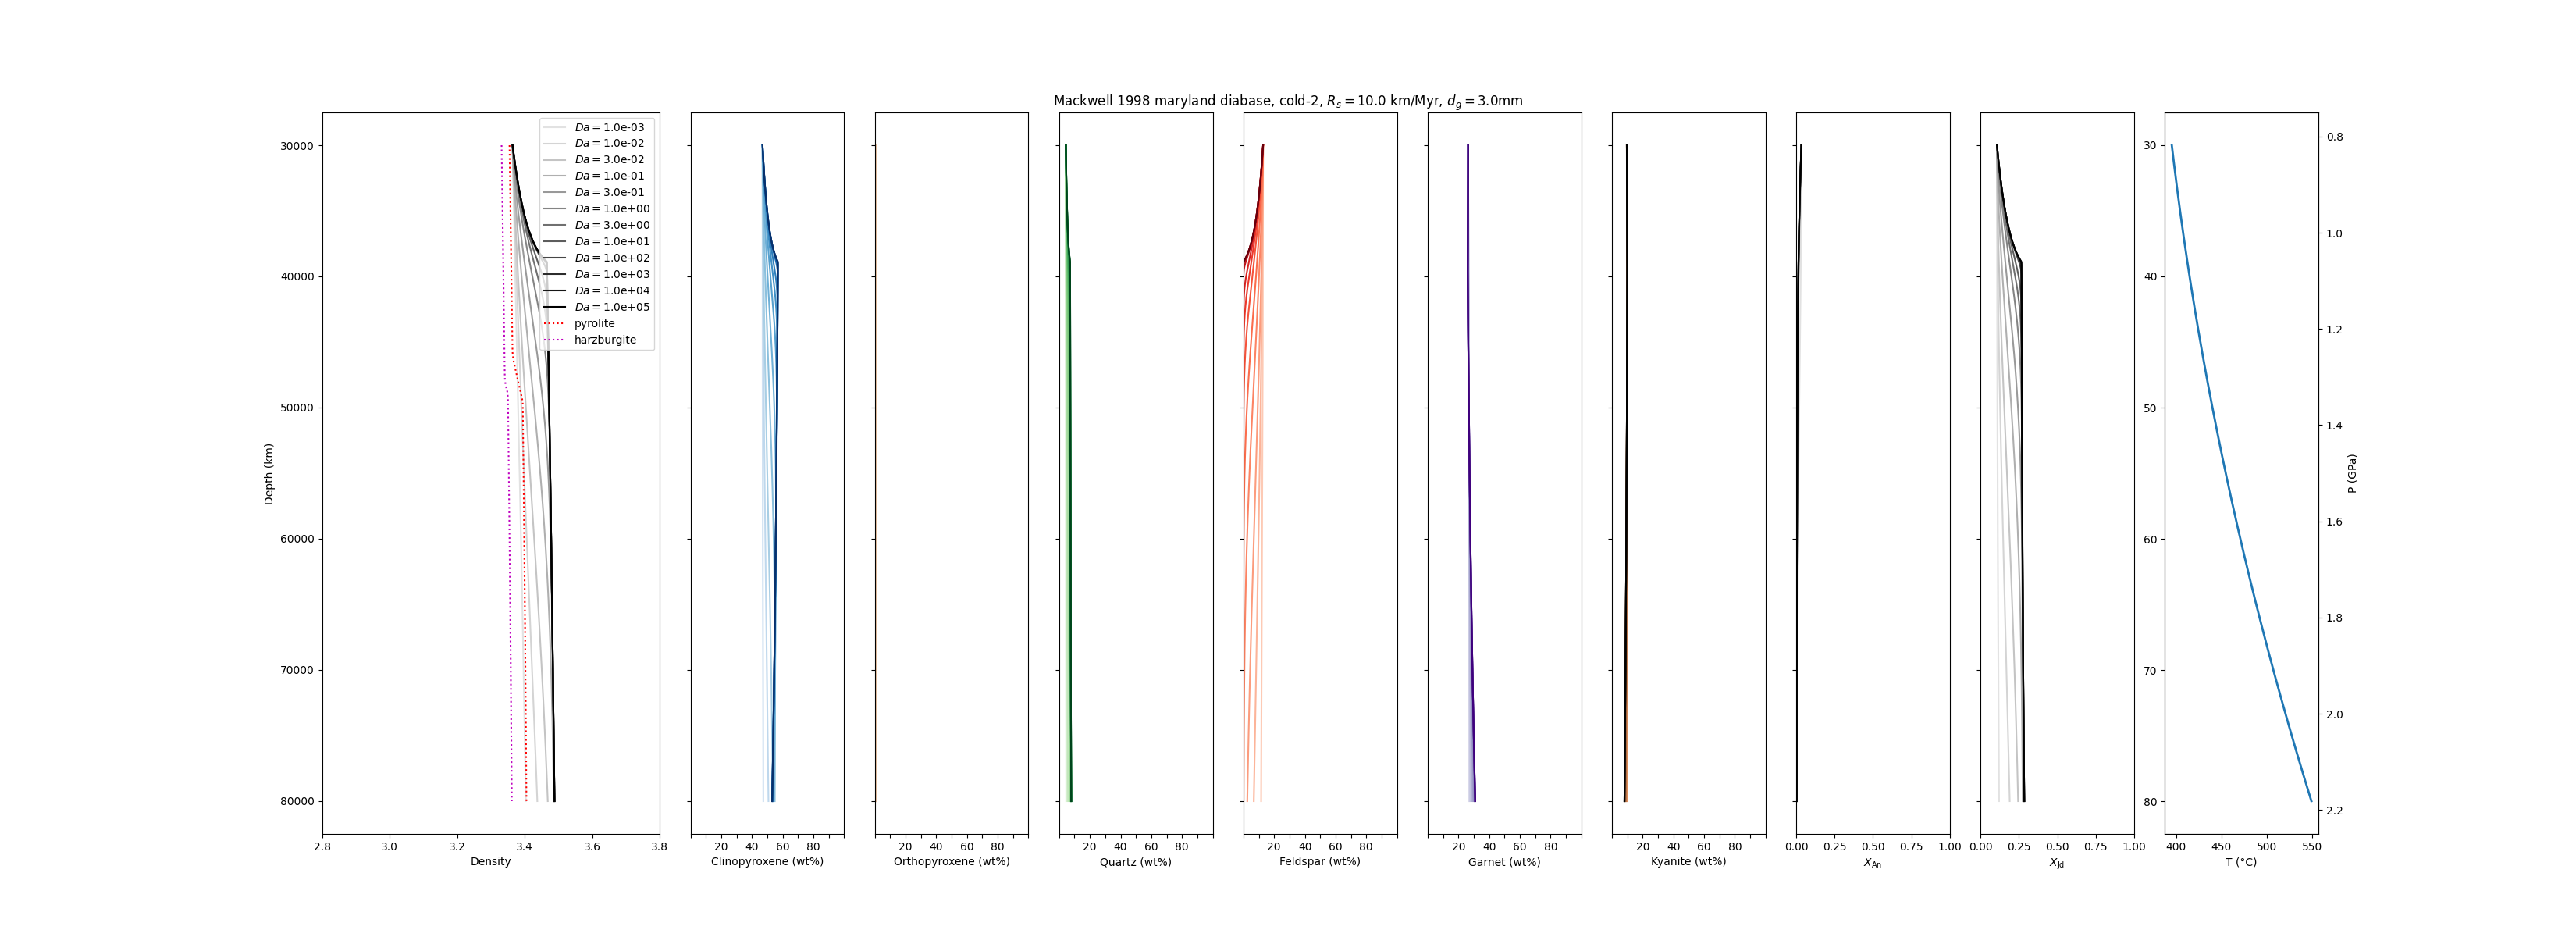 Mackwell 1998 maryland diabase, cold-2, Rs = 10.0 km/Myr, dg = 3.0mm
Da = 1.0e-03
Da = 1.0e-02
Da = 3.0e-02
Da = 1.0e-01
Da = 3.0e-01
Da = 1.0e+00
Da = 3.0e+00
Da = 1.0e+01
Da = 1.0e+02
Da = 1.0e+03
Da = 1.0e+04
Da = 1.0e+05
pyrolite
harzburgite
Depth (km)
30000
40000
50000
60000
70000
80000
2.8 3.0 3.2 3.4 3.6 3.8
Density
20 40 60 80
Clinopyroxene (wt%)
20 40 60 80
Orthopyroxene (wt%)
20 40 60 80
Quartz (wt%)
20 40 60 80
Feldspar (wt%)
20 40 60 80
Garnet (wt%)
20 40 60 80
Kyanite (wt%)
0.00 0.25 0.50 0.75 1.00
XAn
0.00 0.25 0.50 0.75 1.00
XJd
30
40
50
60
70
80
400 450 500 550
T (°C)
0.8
1.0
1.2
1.4
1.6
1.8
2.0
2.2
P (GPa)